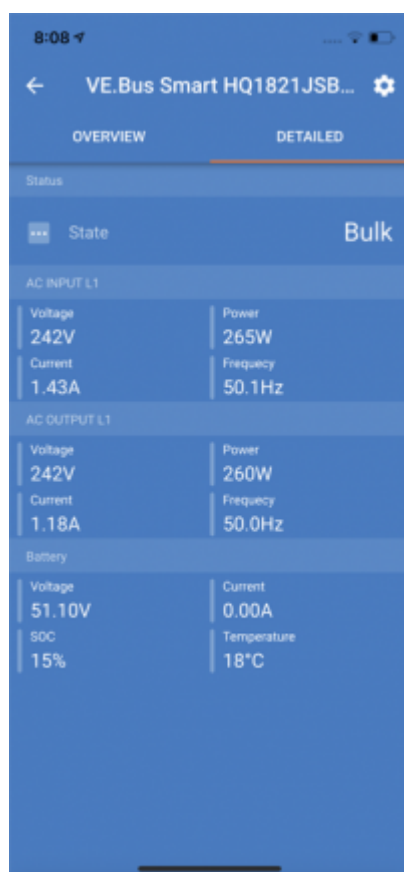 8:08
VE.Bus Smart HQ1821JSB...
OVERVIEW DETAILED
Status
State Bulk
AC INPUT L1
Voltage Power
242V 265W
Current Frequecy
1.43A 50.1Hz
AC OUTPUT L1
Voltage Power
242V 260W
Current Frequecy
1.18A 50.0Hz
Battery
Voltage Current
51.10V 0.00A
SOC Temperature
15% 18°C